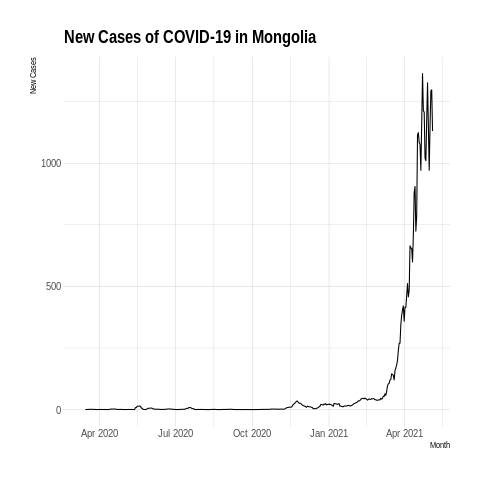 New Cases of COVID-19 in Mongolia
New Cases
1000
500
0
Apr 2020 Jul 2020 Oct 2020 Jan 2021 Apr 2021
Month